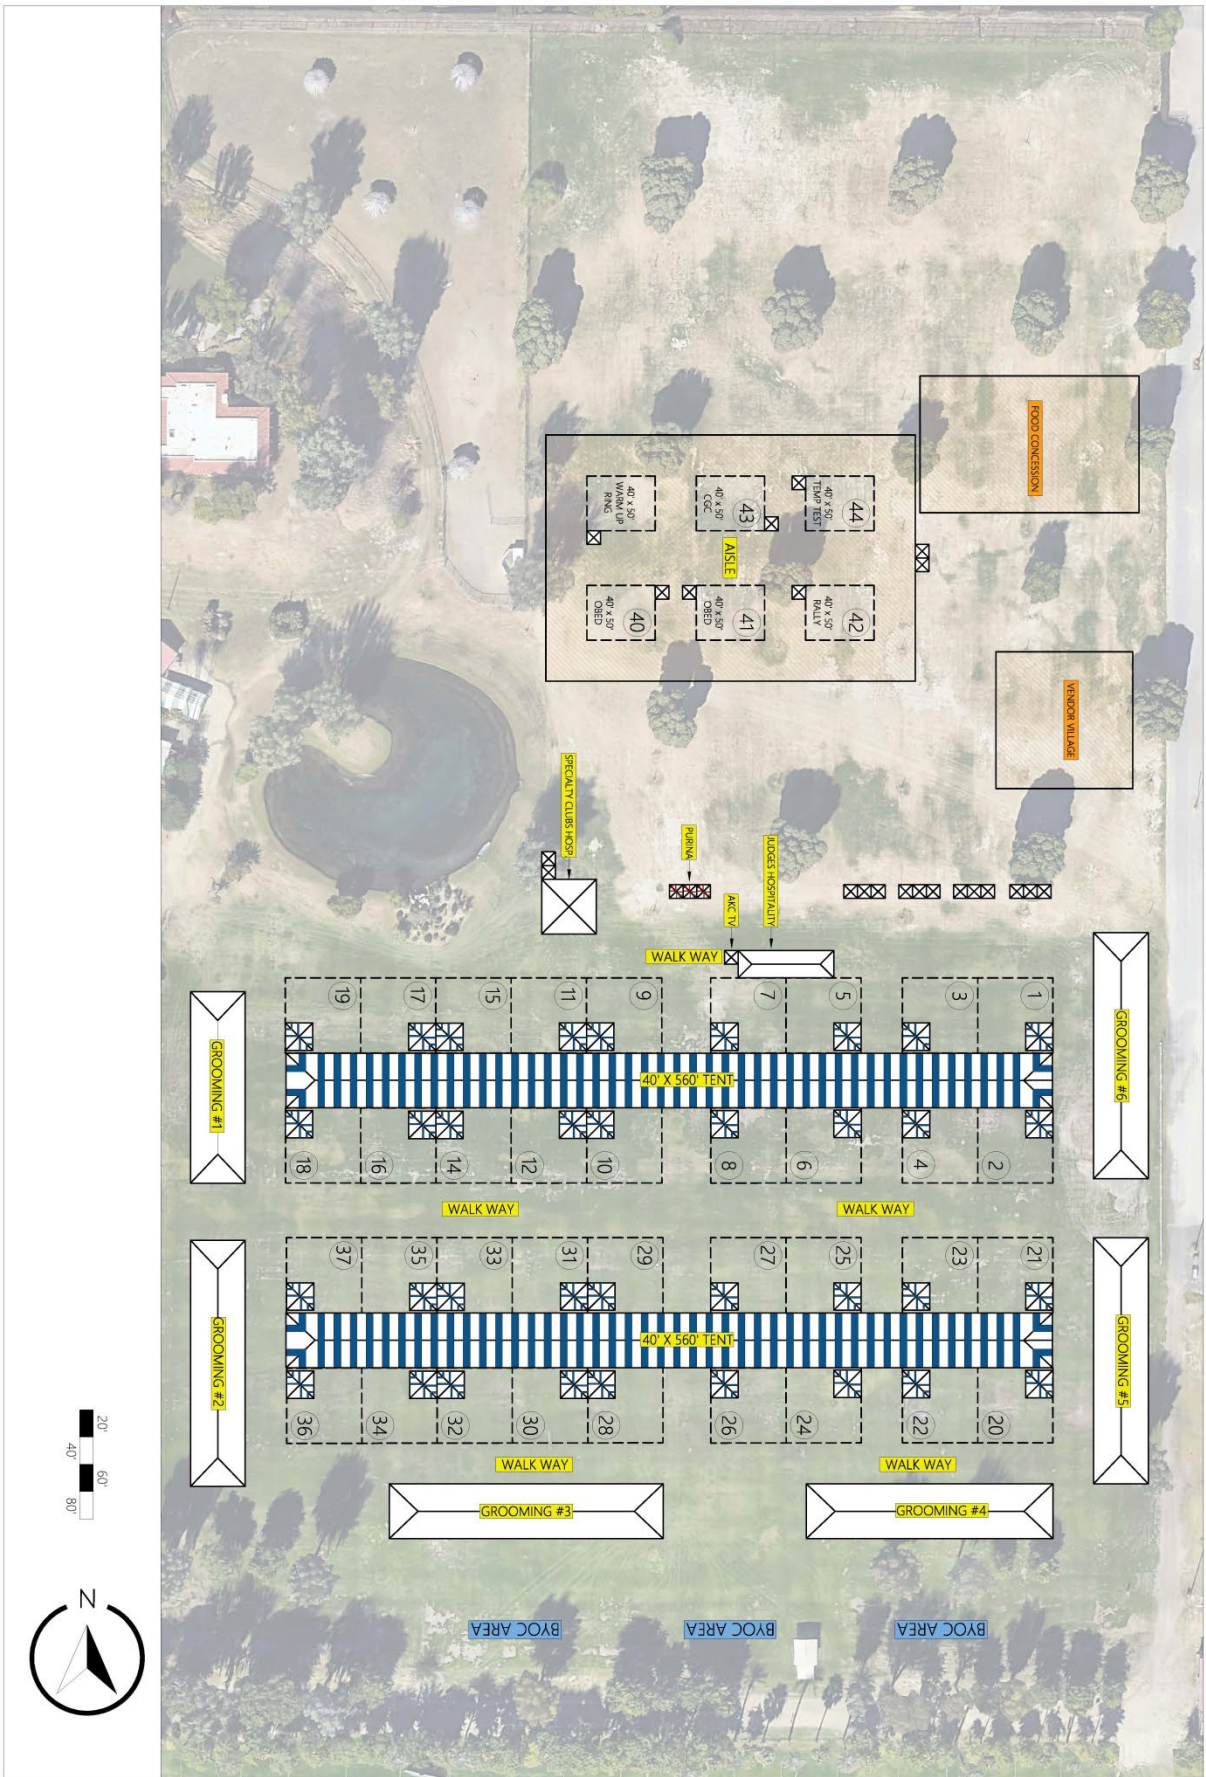 FOOD CONCESSION
44
40' x 50'
TEMP TEST
43
40' x 50'
CGC
40' x 50'
WARM UP
RING
AISLE
42
40' x 50'
RALLY
41
40' x 50'
OBED
40
40' x 50'
OBED
VENDOR VILLAGE
SPECIALTY CLUBS HOSP.
PURINA
JUDGES HOSPITALITY
AKC TV
WALK WAY
19
17
15
11
9
7
5
3
1
GROOMING #1
40' X 560' TENT
GROOMING #6
18
16
14
12
10
8
6
4
2
WALK WAY
WALK WAY
37
35
33
31
29
27
25
23
21
GROOMING #2
40' X 560' TENT
GROOMING #5
36
34
32
30
28
26
24
22
20
WALK WAY
WALK WAY
GROOMING #3
GROOMING #4
20'
60'
40'
80'
N
BYOC AREA
BYOC AREA
BYOC AREA